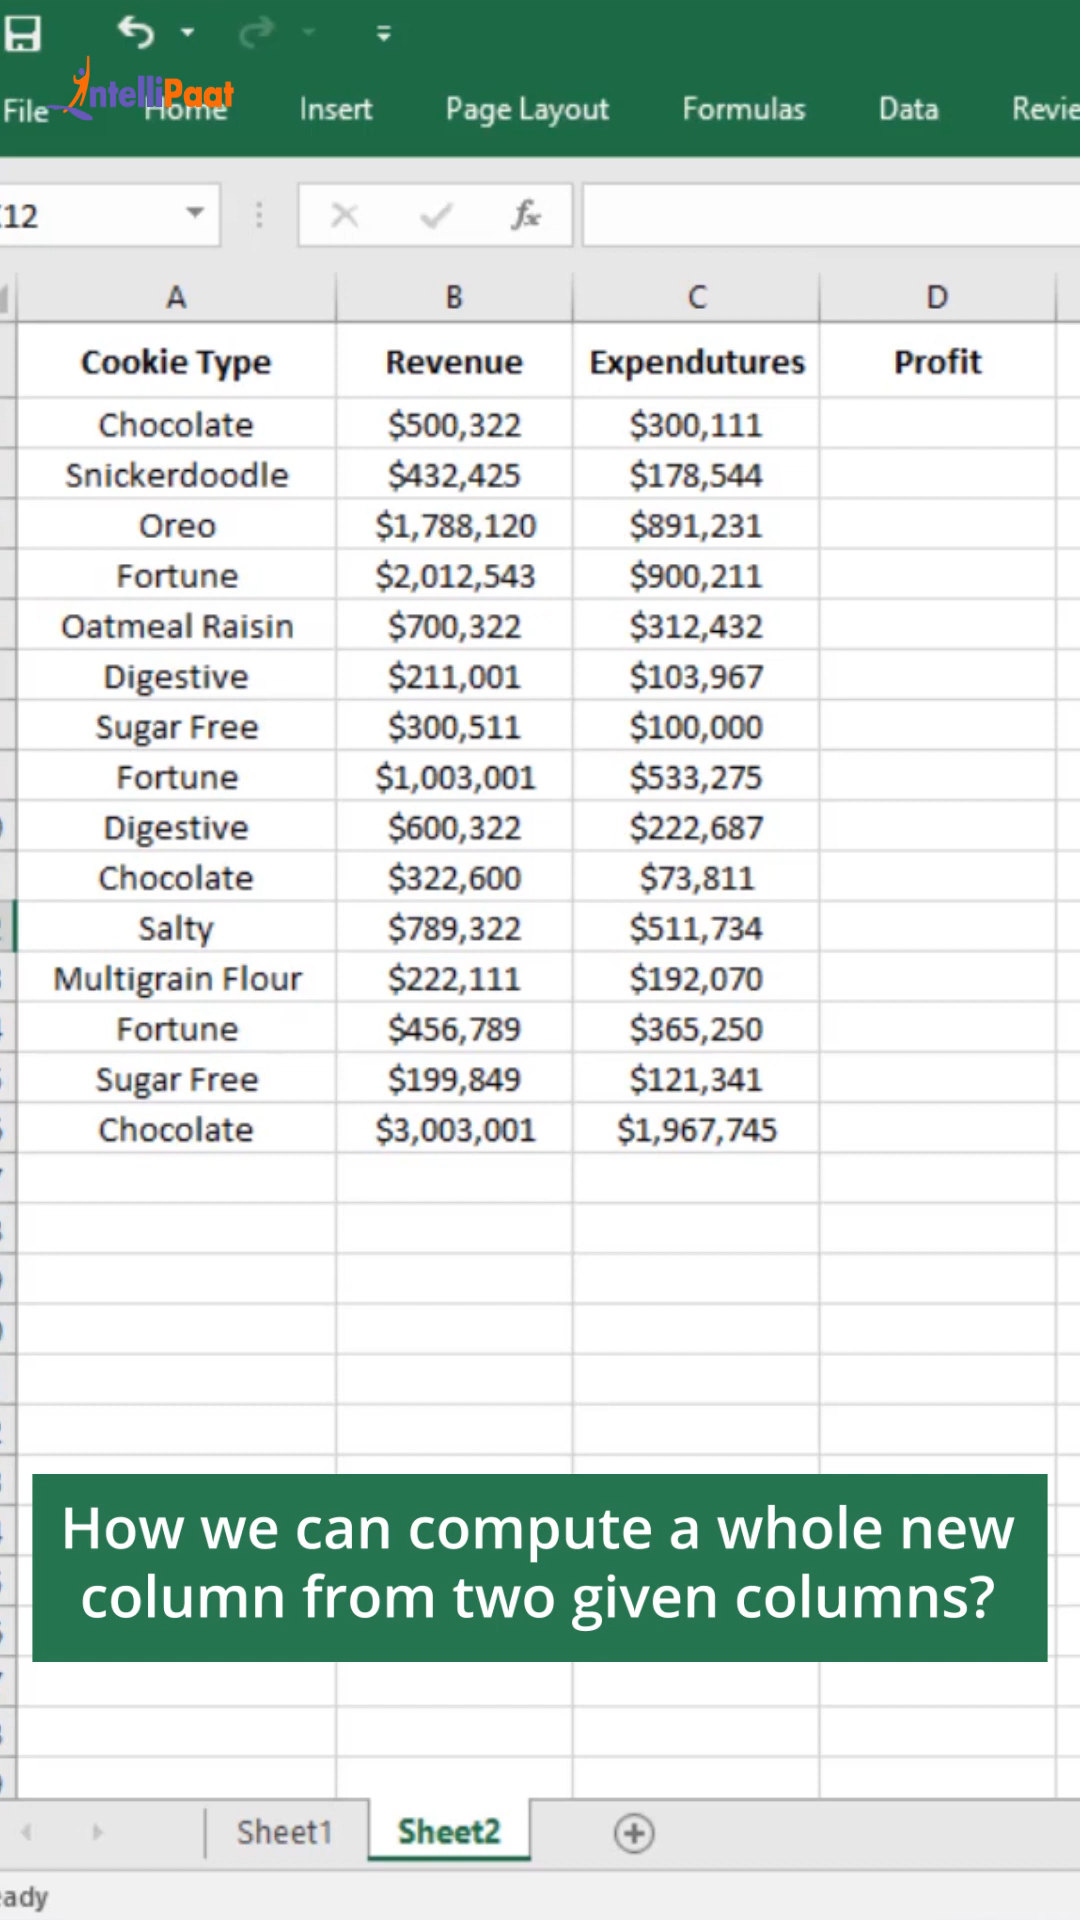 IntelliPaat
File Home Insert Page Layout Formulas Data
12 fx
A B C D
Cookie Type Revenue Expendutures Profit
Chocolate $500,322 $300,111
Snickerdoodle $432,425 $178,544
Oreo $1,788,120 $891,231
Fortune $2,012,543 $900,211
Oatmeal Raisin $700,322 $312,432
Digestive $211,001 $103,967
Sugar Free $300,511 $100,000
Fortune $1,003,001 $533,275
Digestive $600,322 $222,687
Chocolate $322,600 $73,811
Salty $789,322 $511,734
Multigrain Flour $222,111 $192,070
Fortune $456,789 $365,250
Sugar Free $199,849 $121,341
Chocolate $3,003,001 $1,967,745
How we can compute a whole new
column from two given columns?
Sheet1 Sheet2